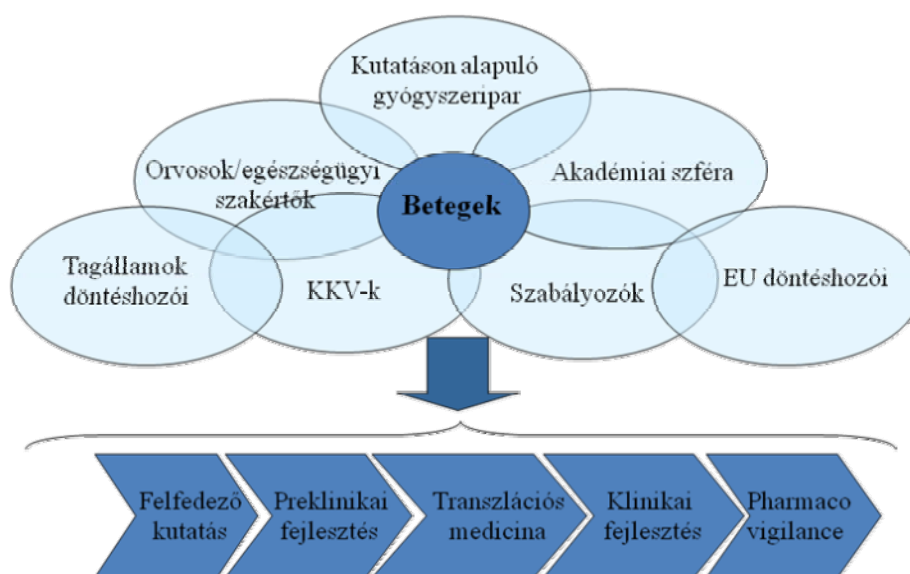 Kutatáson alapuló
gyógyszeripar
Orvosok/egészségügyi
szakértők
Akadémiai szféra
Betegek
Tagállamok
döntéshozói
KKV-k
Szabályozók
EU döntéshozói
Felfedező
kutatás
Preklinikai
fejlesztés
Transzlációs
medicina
Klinikai
fejlesztés
Pharmaco
vigilance